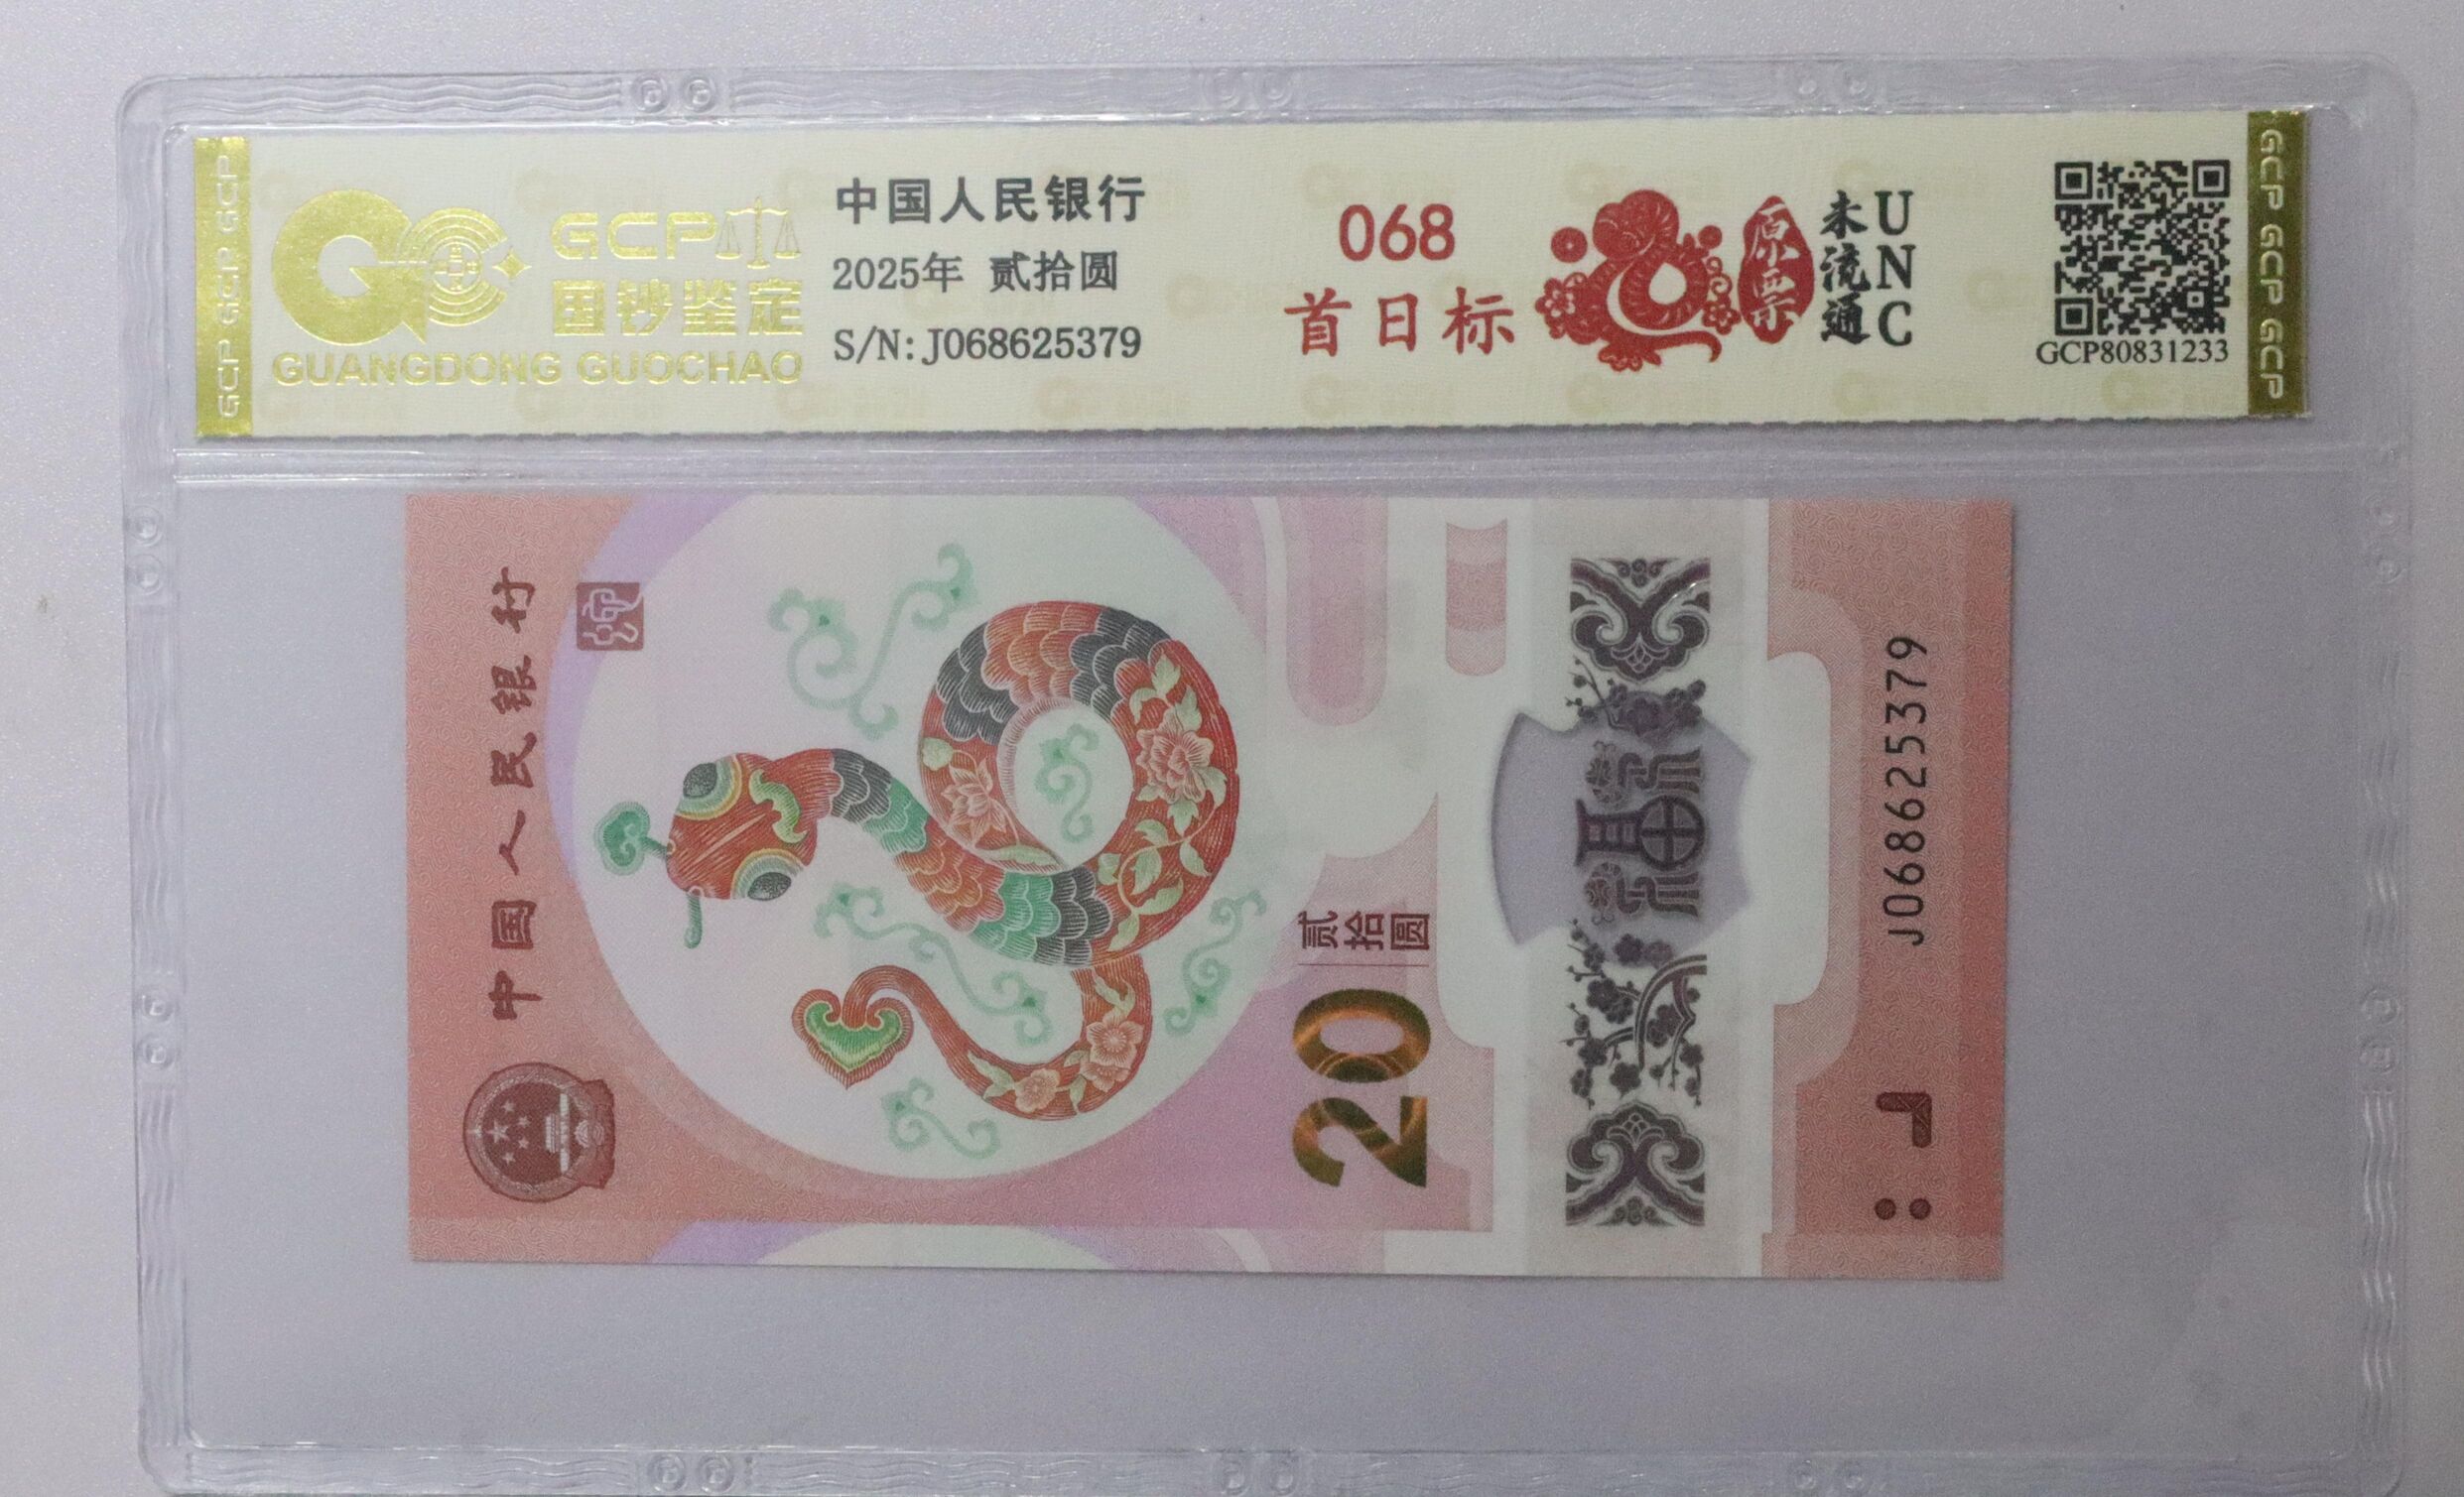 GCP GCP GCP
GCP
国钞鉴定
GUANGDONG GUOCHAO
中国人民银行
2025年 贰拾圆
S/N:J068625379
068
首日标
原票
未流通
UNC
GCP80831233
GCP GCP GCP
中国人民银行
贰拾圆
20
福
J068625379